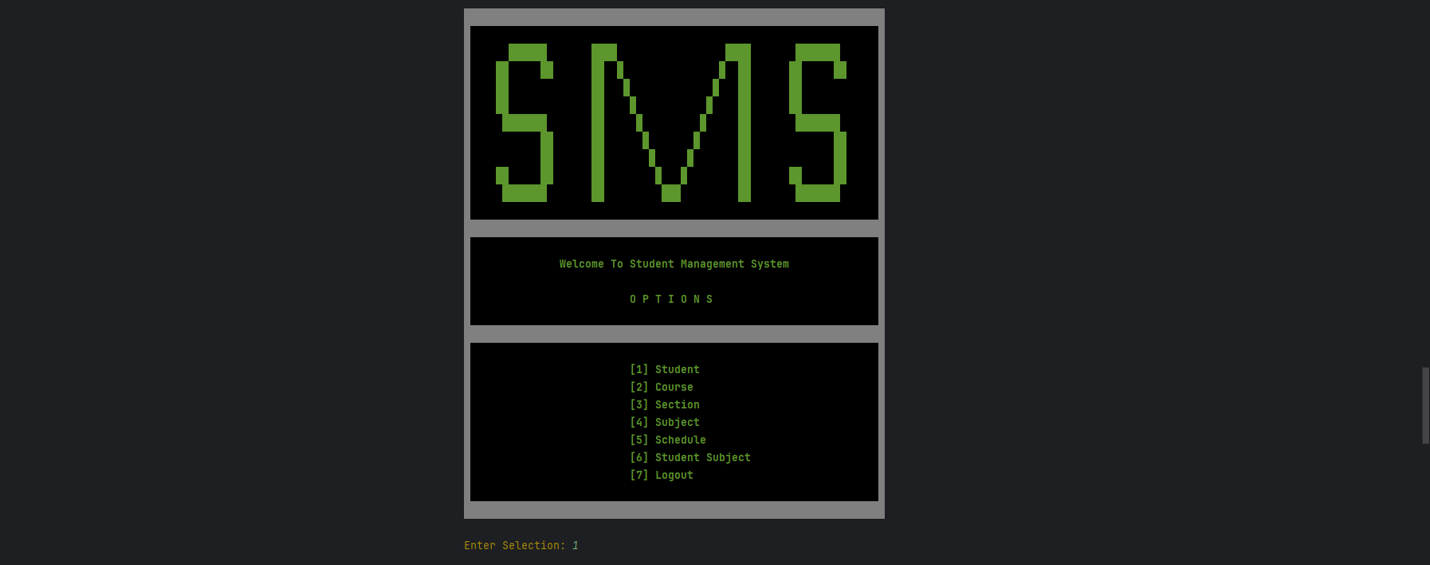 SMS
Welcome To Student Management System
O P T I O N S
[1] Student
[2] Course
[3] Section
[4] Subject
[5] Schedule
[6] Student Subject
[7] Logout
Enter Selection: 1